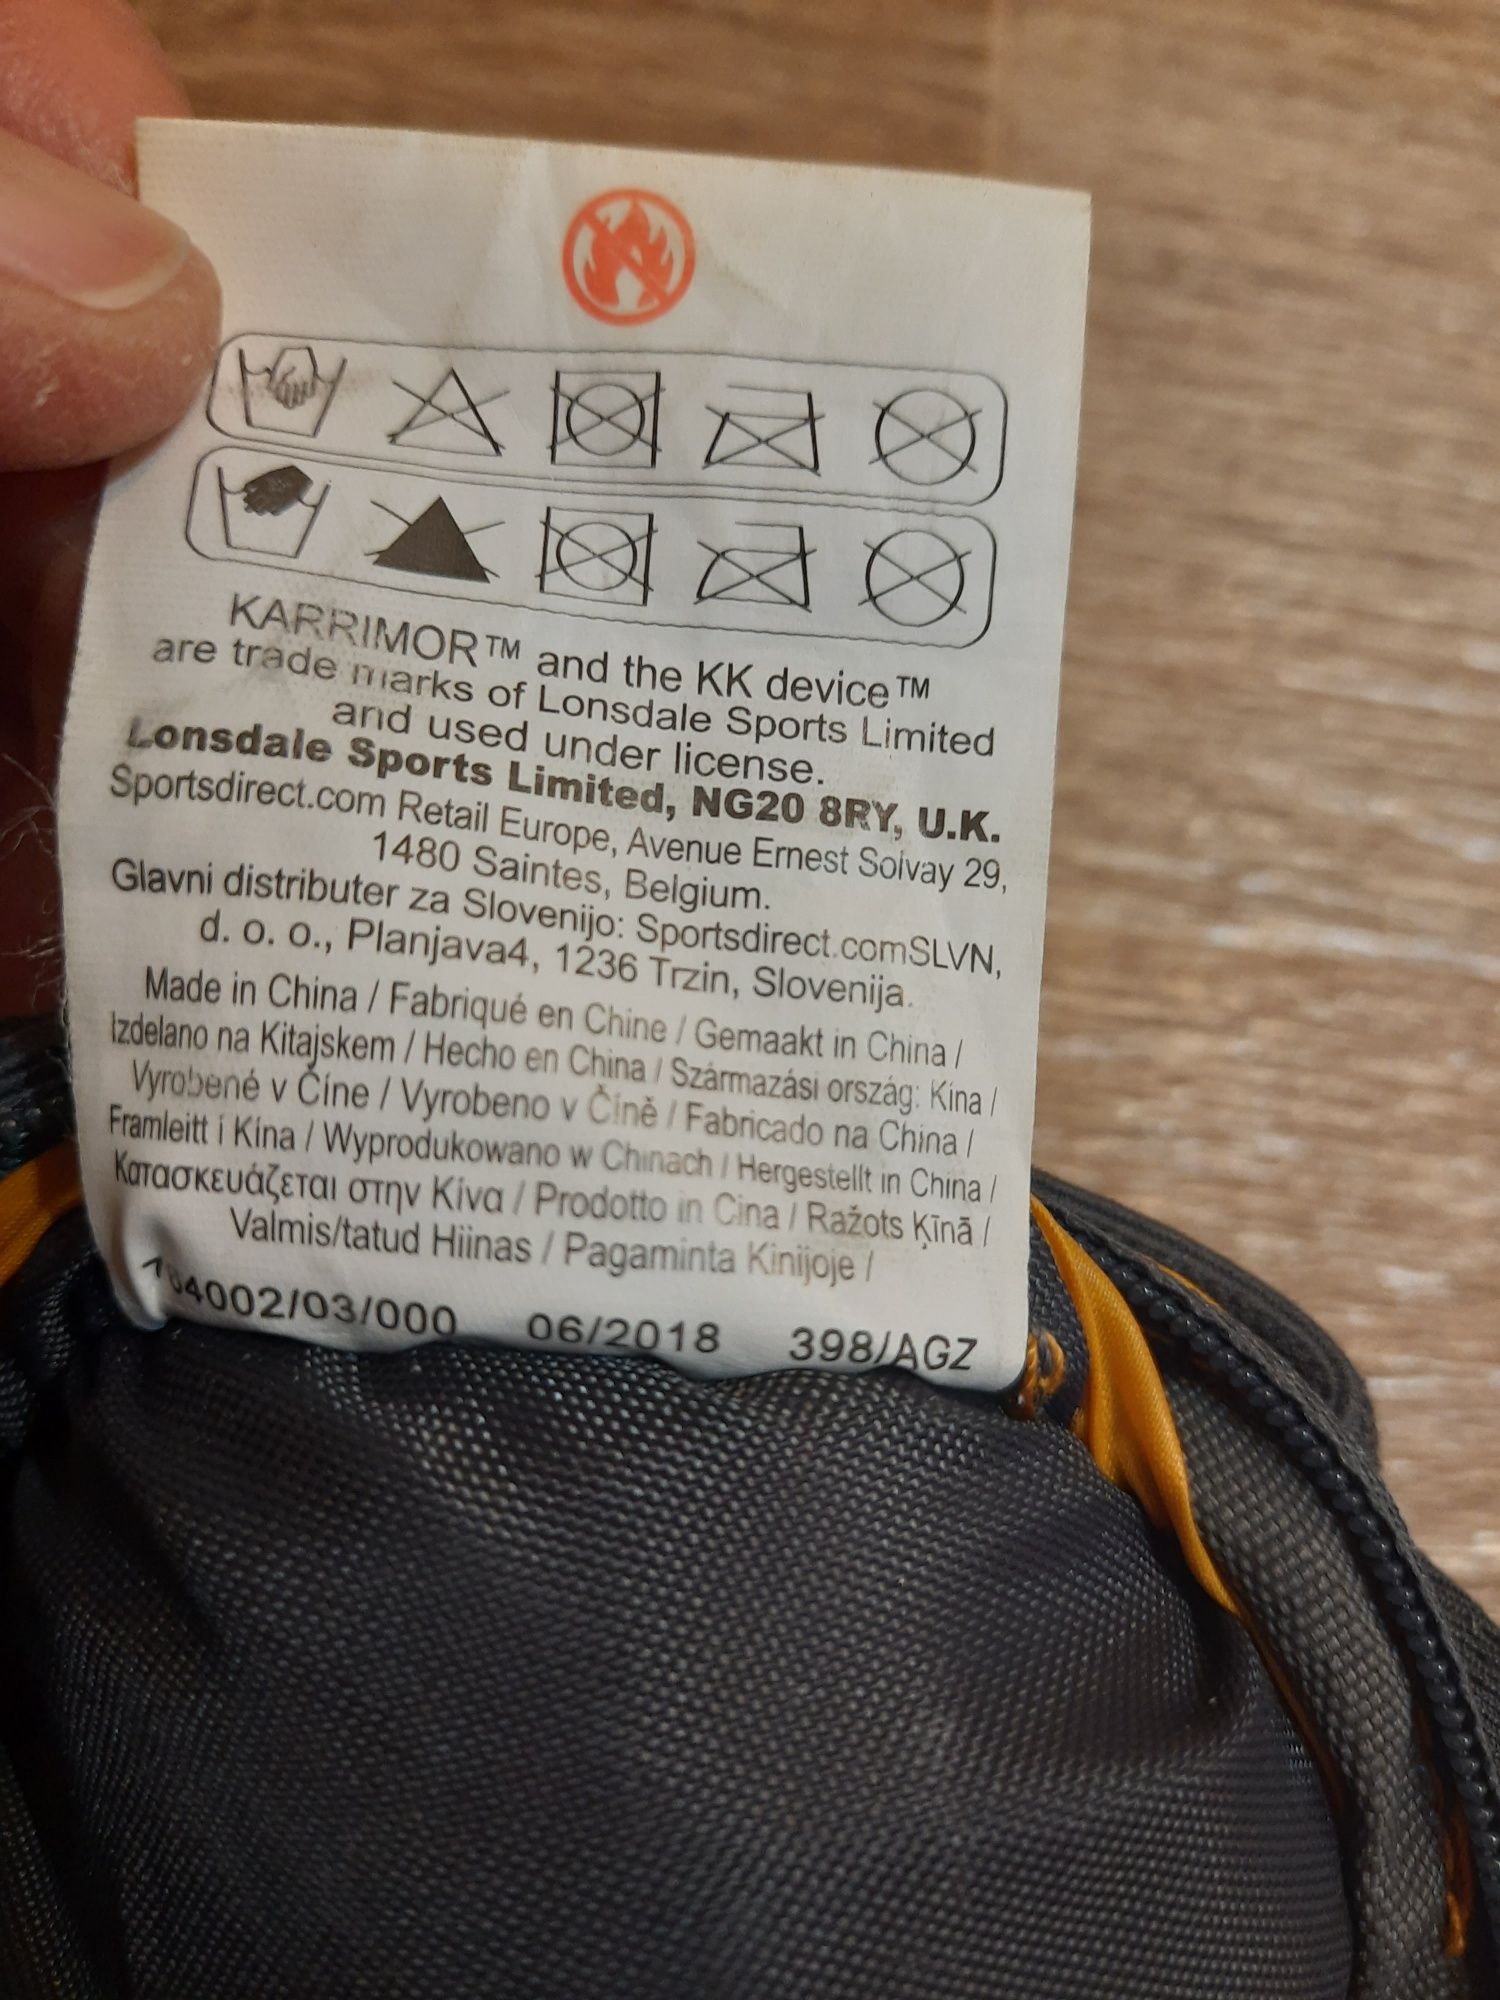 KARRIMOR™ and the KK device™
are trade marks of Lonsdale Sports Limited
and used under license.
Lonsdale Sports Limited, NG20 8RY, U.K.
Sportsdirect.com Retail Europe, Avenue Ernest Solvay 29,
1480 Saintes, Belgium.
Glavni distributer za Slovenijo: Sportsdirect.comSLVN,
d. o. o., Planjava4, 1236 Trzin, Slovenija.
Made in China / Fabriqué en Chine / Gemaakt in China /
Izdelano na Kitajskem / Hecho en China / Származási ország: Kína /
Vyrobené v Číne / Vyrobeno v Číně / Fabricado na China /
Framleitt í Kína / Wyprodukowano w Chinach / Hergestellt in China /
Κατασκευάζεται στην Κίνα / Prodotto in Cina / Ražots Ķīnā /
Valmis/tatud Hiinas / Pagaminta Kinijoje /
06/2018 398/AGZ